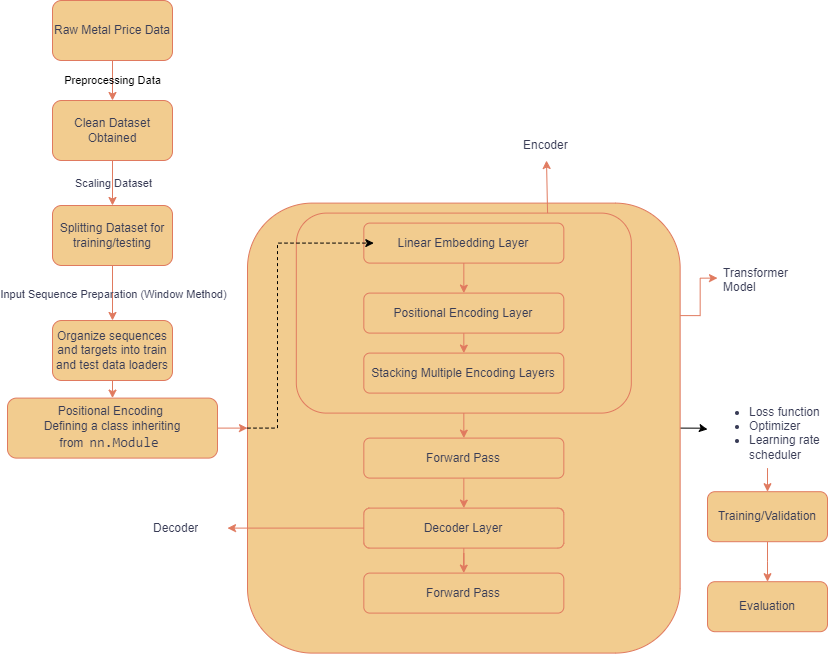 Raw Metal Price Data
Preprocessing Data
Clean Dataset
Obtained
Scaling Dataset
Splitting Dataset for
training/testing
Input Sequence Preparation (Window Method)
Organize sequences
and targets into train
and test data loaders
Positional Encoding
Defining a class inheriting
from nn.Module
Encoder
Linear Embedding Layer
Positional Encoding Layer
Stacking Multiple Encoding Layers
Forward Pass
Decoder
Decoder Layer
Forward Pass
Transformer
Model
• Loss function
• Optimizer
• Learning rate
scheduler
Training/Validation
Evaluation